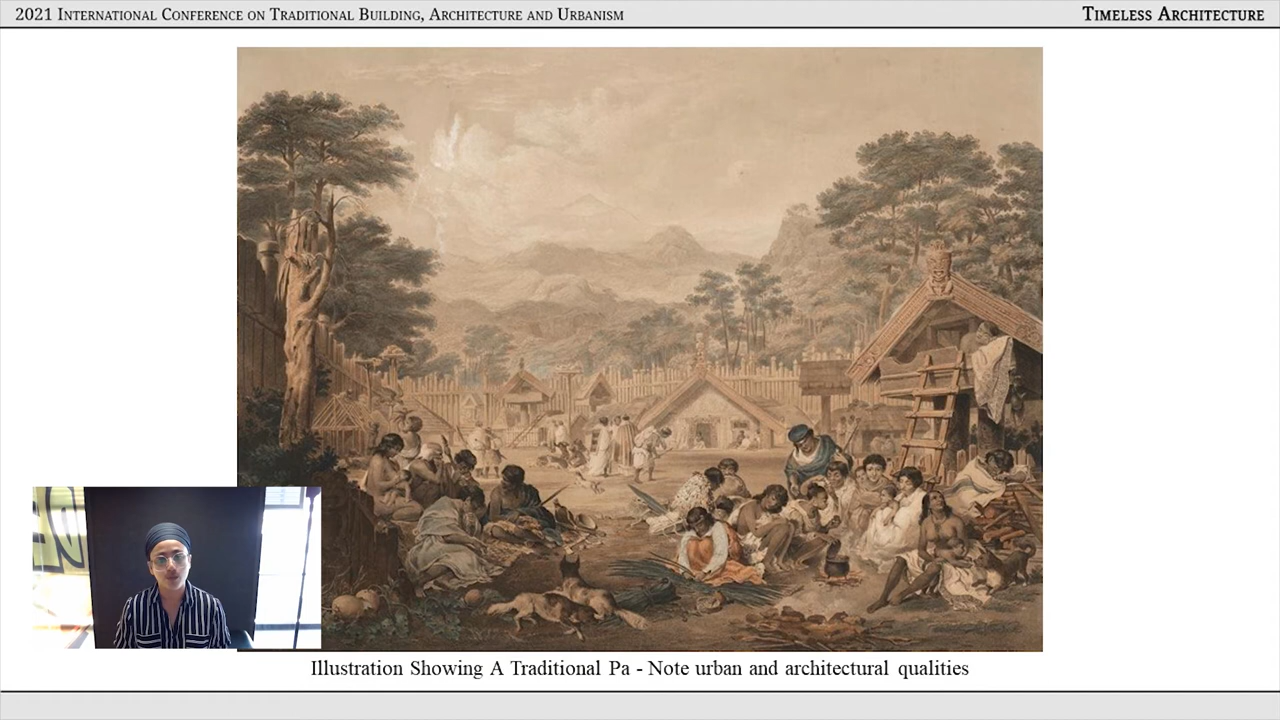 2021 International Conference on Traditional Building, Architecture and Urbanism
Timeless Architecture
Illustration Showing A Traditional Pa - Note urban and architectural qualities